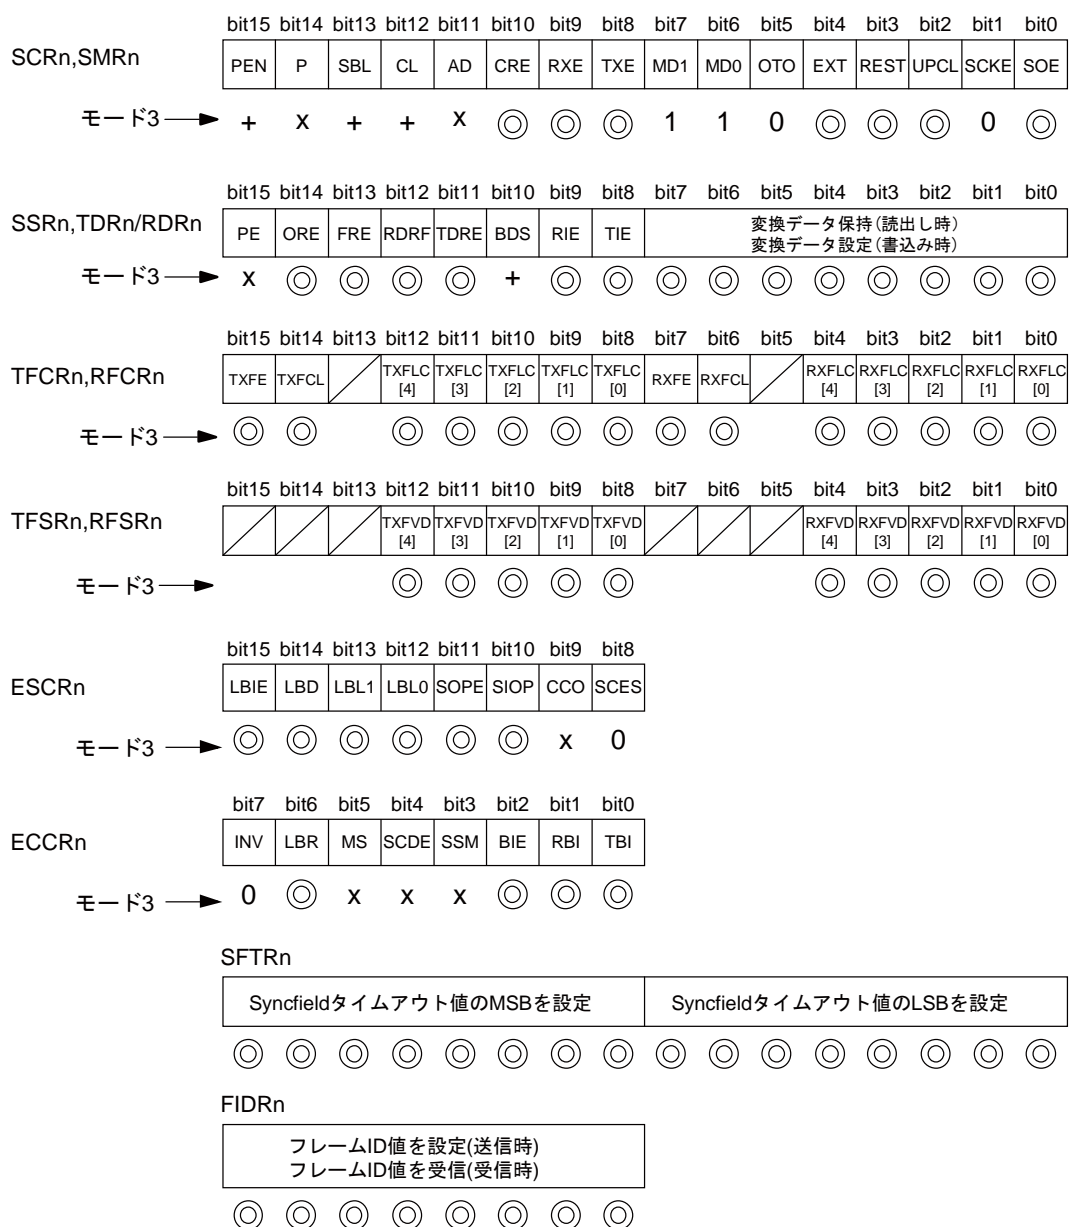 bit15 bit14 bit13 bit12 bit11 bit10 bit9 bit8 bit7 bit6 bit5 bit4 bit3 bit2 bit1 bit0
SCRn,SMRn PEN P SBL CL AD CRE RXE TXE MD1 MD0 OTO EXT REST UPCL SCKE SOE
モード3 + x + + x ◎ ◎ ◎ 1 1 0 ◎ ◎ ◎ 0 ◎
bit15 bit14 bit13 bit12 bit11 bit10 bit9 bit8 bit7 bit6 bit5 bit4 bit3 bit2 bit1 bit0
SSRn,TDRn/RDRn PE ORE FRE RDRF TDRE BDS RIE TIE 変換データ保持(読出し時)
変換データ設定(書込み時)
モード3 x ◎ ◎ ◎ ◎ + ◎ ◎ ◎ ◎ ◎ ◎ ◎ ◎ ◎ ◎
bit15 bit14 bit13 bit12 bit11 bit10 bit9 bit8 bit7 bit6 bit5 bit4 bit3 bit2 bit1 bit0
TFCRn,RFCRn TXFE TXFCL TXFLC TXFLC TXFLC TXFLC TXFLC RXFE RXFCL RXFLC RXFLC RXFLC RXFLC RXFLC
[4] [3] [2] [1] [0] [4] [3] [2] [1] [0]
モード3 ◎ ◎ ◎ ◎ ◎ ◎ ◎ ◎ ◎ ◎ ◎ ◎ ◎ ◎
bit15 bit14 bit13 bit12 bit11 bit10 bit9 bit8 bit7 bit6 bit5 bit4 bit3 bit2 bit1 bit0
TFSRn,RFSRn TXFVD TXFVD TXFVD TXFVD TXFVD RXFVD RXFVD RXFVD RXFVD RXFVD
[4] [3] [2] [1] [0] [4] [3] [2] [1] [0]
モード3 ◎ ◎ ◎ ◎ ◎ ◎ ◎ ◎ ◎ ◎
bit15 bit14 bit13 bit12 bit11 bit10 bit9 bit8
ESCRn LBIE LBD LBL1 LBL0 SOPE SIOP CCO SCES
モード3 ◎ ◎ ◎ ◎ ◎ ◎ x 0
bit7 bit6 bit5 bit4 bit3 bit2 bit1 bit0
ECCRn INV LBR MS SCDE SSM BIE RBI TBI
モード3 0 ◎ x x x ◎ ◎ ◎
SFTRn
Syncfieldタイムアウト値のMSBを設定 Syncfieldタイムアウト値のLSBを設定
◎ ◎ ◎ ◎ ◎ ◎ ◎ ◎ ◎ ◎ ◎ ◎ ◎ ◎ ◎ ◎
FIDRn
フレームID値を設定(送信時)
フレームID値を受信(受信時)
◎ ◎ ◎ ◎ ◎ ◎ ◎ ◎